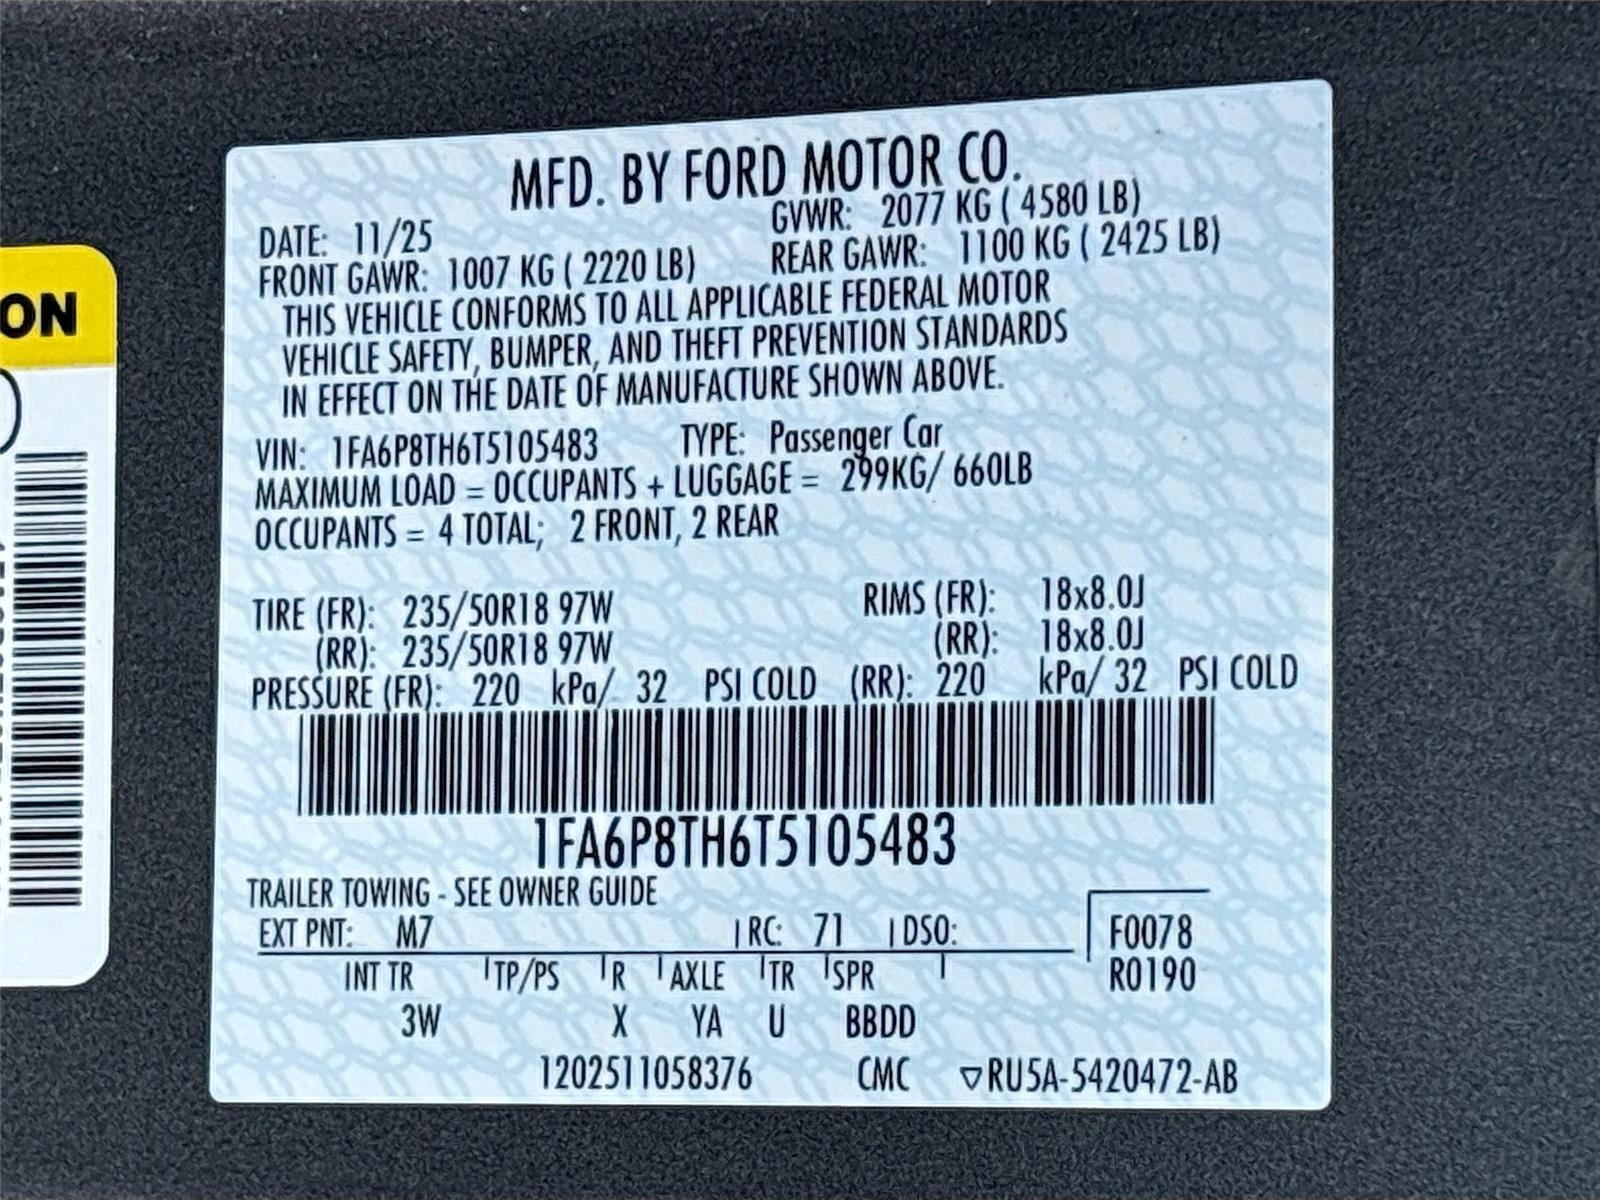 MFD. BY FORD MOTOR CO.
DATE: 11/25 GVWR: 2077 KG ( 4580 LB)
FRONT GAWR: 1007 KG ( 2220 LB) REAR GAWR: 1100 KG ( 2425 LB)
THIS VEHICLE CONFORMS TO ALL APPLICABLE FEDERAL MOTOR
VEHICLE SAFETY, BUMPER, AND THEFT PREVENTION STANDARDS
IN EFFECT ON THE DATE OF MANUFACTURE SHOWN ABOVE.
VIN: 1FA6P8TH6T5105483 TYPE: Passenger Car
MAXIMUM LOAD = OCCUPANTS + LUGGAGE = 299KG/ 660LB
OCCUPANTS = 4 TOTAL; 2 FRONT, 2 REAR
TIRE (FR): 235/50R18 97W RIMS (FR): 18x8.0J
(RR): 235/50R18 97W (RR): 18x8.0J
PRESSURE (FR): 220 kPa/ 32 PSI COLD (RR): 220 kPa/ 32 PSI COLD
1FA6P8TH6T5105483
TRAILER TOWING - SEE OWNER GUIDE
EXT PNT: M7 RC: 71 DSO: F0078
INT TR TP/PS R AXLE TR SPR R0190
3W X YA U BBDD
1202511058376 CMC ▽RU5A-5420472-AB
ON